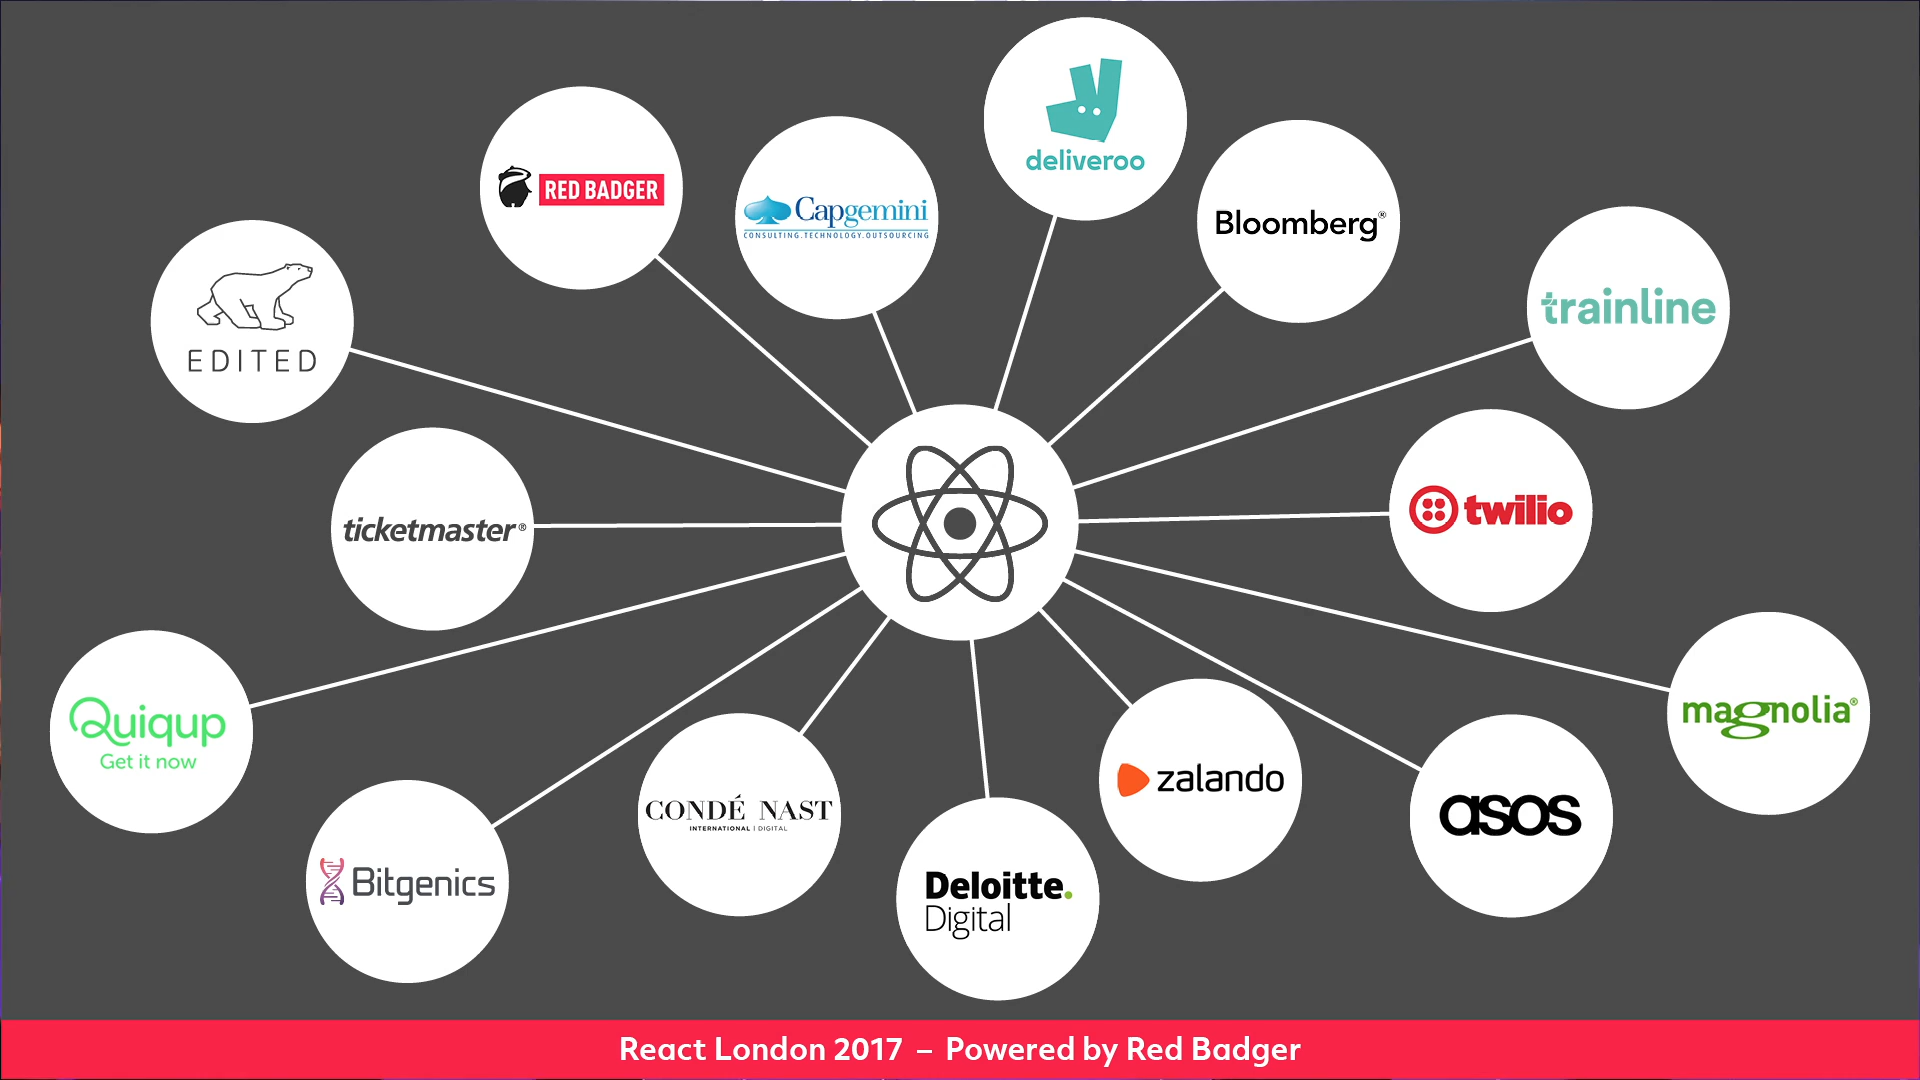 deliveroo
RED BADGER
Capgemini
CONSULTING.TECHNOLOGY.OUTSOURCING
Bloomberg®
trainline
EDITED
ticketmaster®
twilio
Quiqup
Get it now
magnolia®
zalando
asos
CONDÉ NAST
INTERNATIONAL | DIGITAL
Bitgenics
Deloitte.
Digital
React London 2017 – Powered by Red Badger